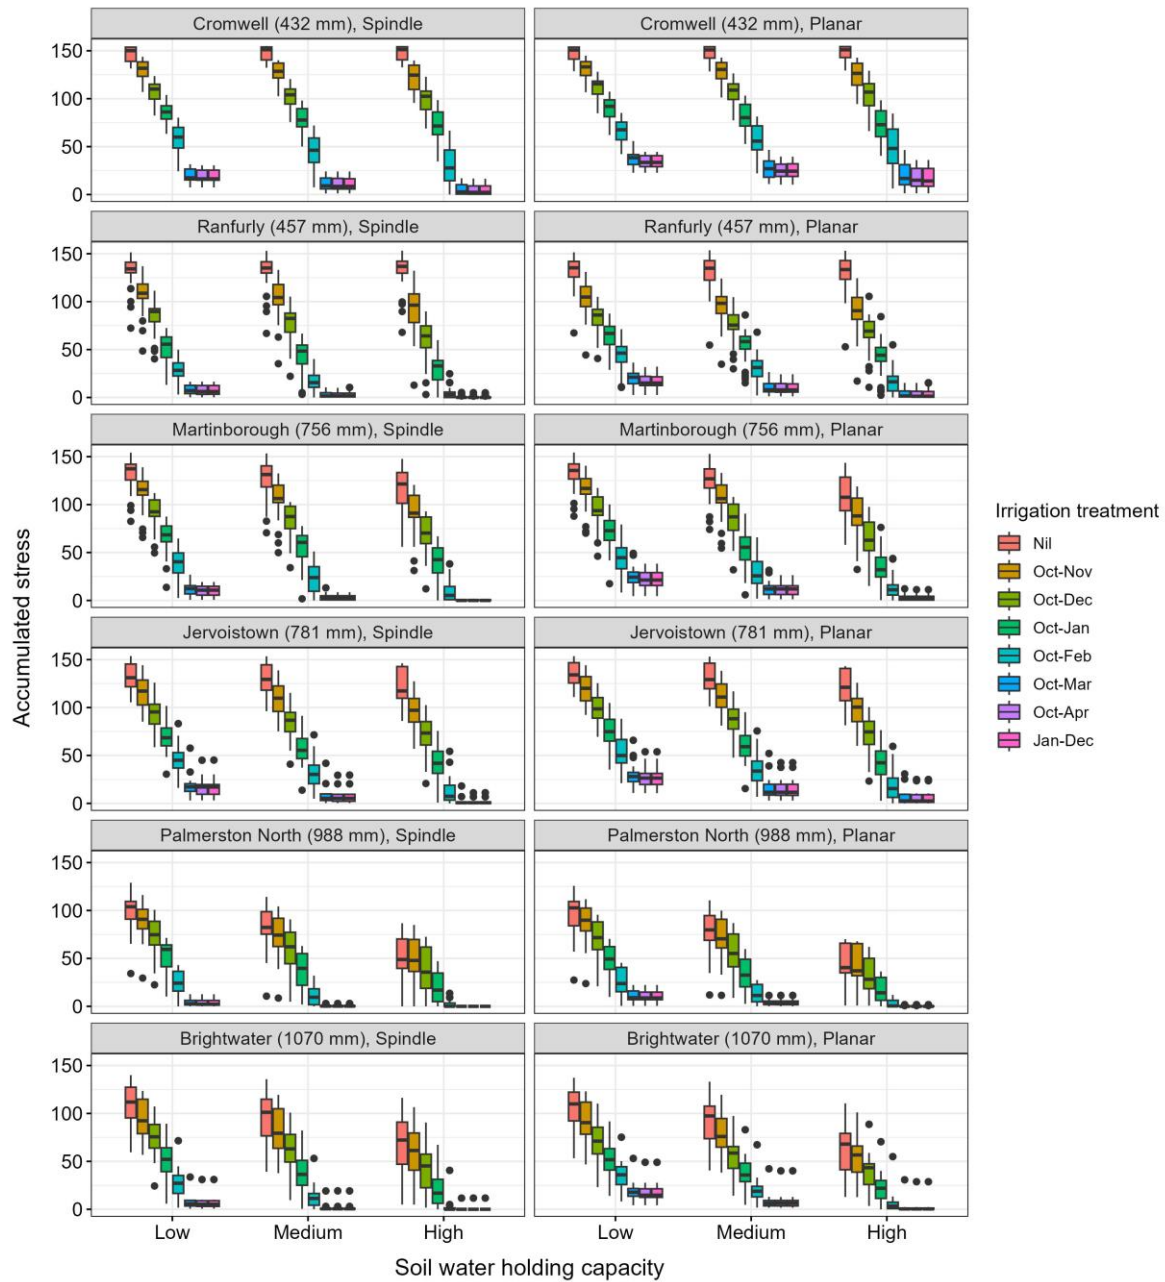 Cromwell (432 mm), Spindle
Cromwell (432 mm), Planar
150
100
50
0
Ranfurly (457 mm), Spindle
Ranfurly (457 mm), Planar
150
100
50
0
Martinborough (756 mm), Spindle
Martinborough (756 mm), Planar
150
100
50
0
Jervoistown (781 mm), Spindle
Jervoistown (781 mm), Planar
150
100
50
0
Palmerston North (988 mm), Spindle
Palmerston North (988 mm), Planar
150
100
50
0
Brightwater (1070 mm), Spindle
Brightwater (1070 mm), Planar
150
100
50
0
Low Medium High
Low Medium High
Soil water holding capacity
Accumulated stress
Irrigation treatment
Nil
Oct-Nov
Oct-Dec
Oct-Jan
Oct-Feb
Oct-Mar
Oct-Apr
Jan-Dec